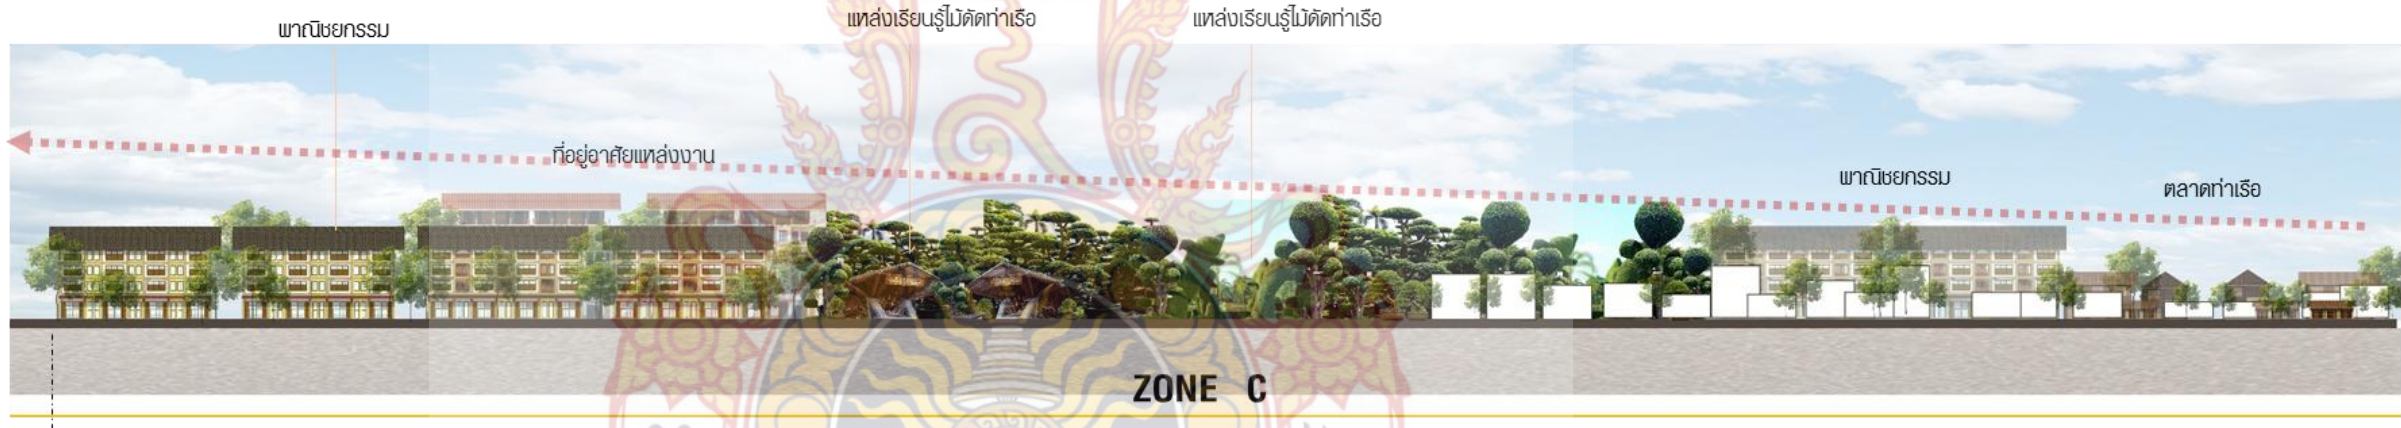 แหล่งเรียนรู้ไม้ดัดท่าเรือ
แหล่งเรียนรู้ไม้ดัดท่าเรือ
พาณิชยกรรม
ที่อยู่อาศัยแหล่งงาน
พาณิชยกรรม
ตลาดท่าเรือ
ZONE C